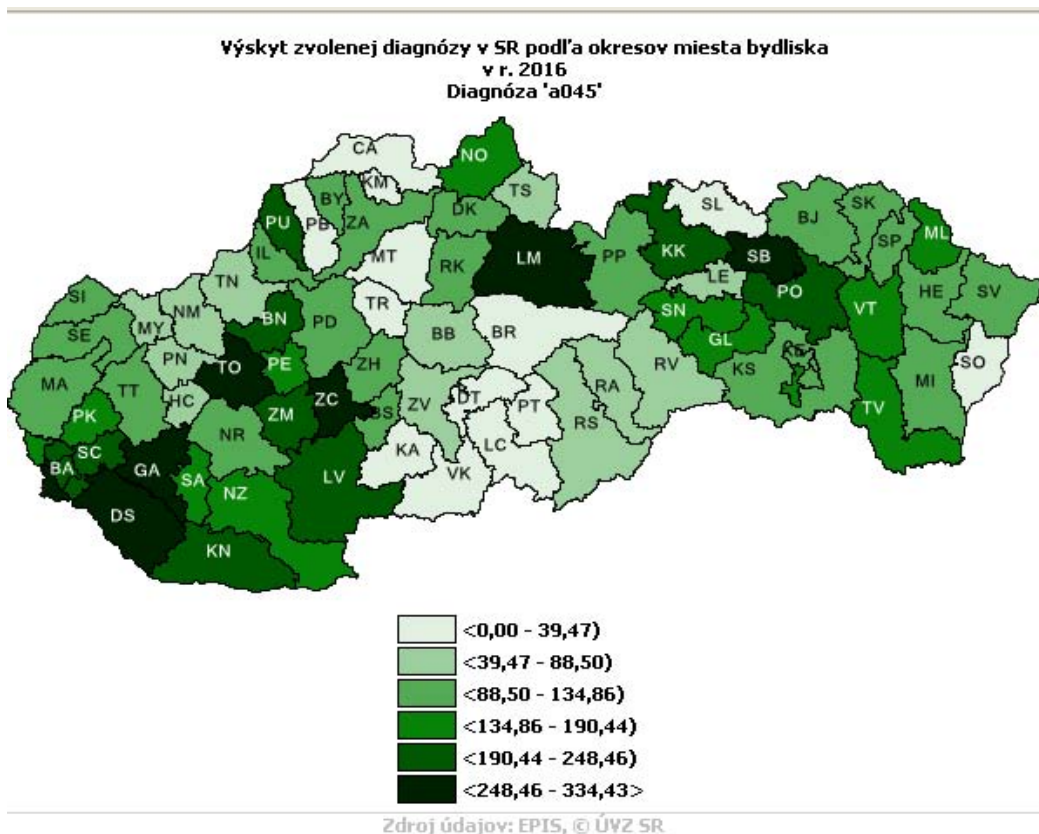 Výskyt zvolenej diagnózy v SR podľa okresov miesta bydliska
v r. 2016
Diagnóza 'a045'
CA
NO
KM
TS
BY
SL
PU
PB
ZA
DK
BJ
SK
SP
ML
IL
MT
RK
LM
PP
KK
SB
LE
TN
TR
PO
HE
SV
SI
NM
BN
PD
BB
BR
SN
VT
SE
MY
PE
ZH
GL
SO
PN
TO
RV
KS
MA
TT
HC
ZC
BS
ZV
DT
PT
RA
MI
PK
ZM
RS
TV
SC
NR
KA
LC
BA
GA
VK
SA
NZ
LV
DS
KN
<0,00 - 39,47)
<39,47 - 88,50)
<88,50 - 134,86)
<134,86 - 190,44)
<190,44 - 248,46)
<248,46 - 334,43>
Zdroj údajov: EPIS, © ÚVZ SR